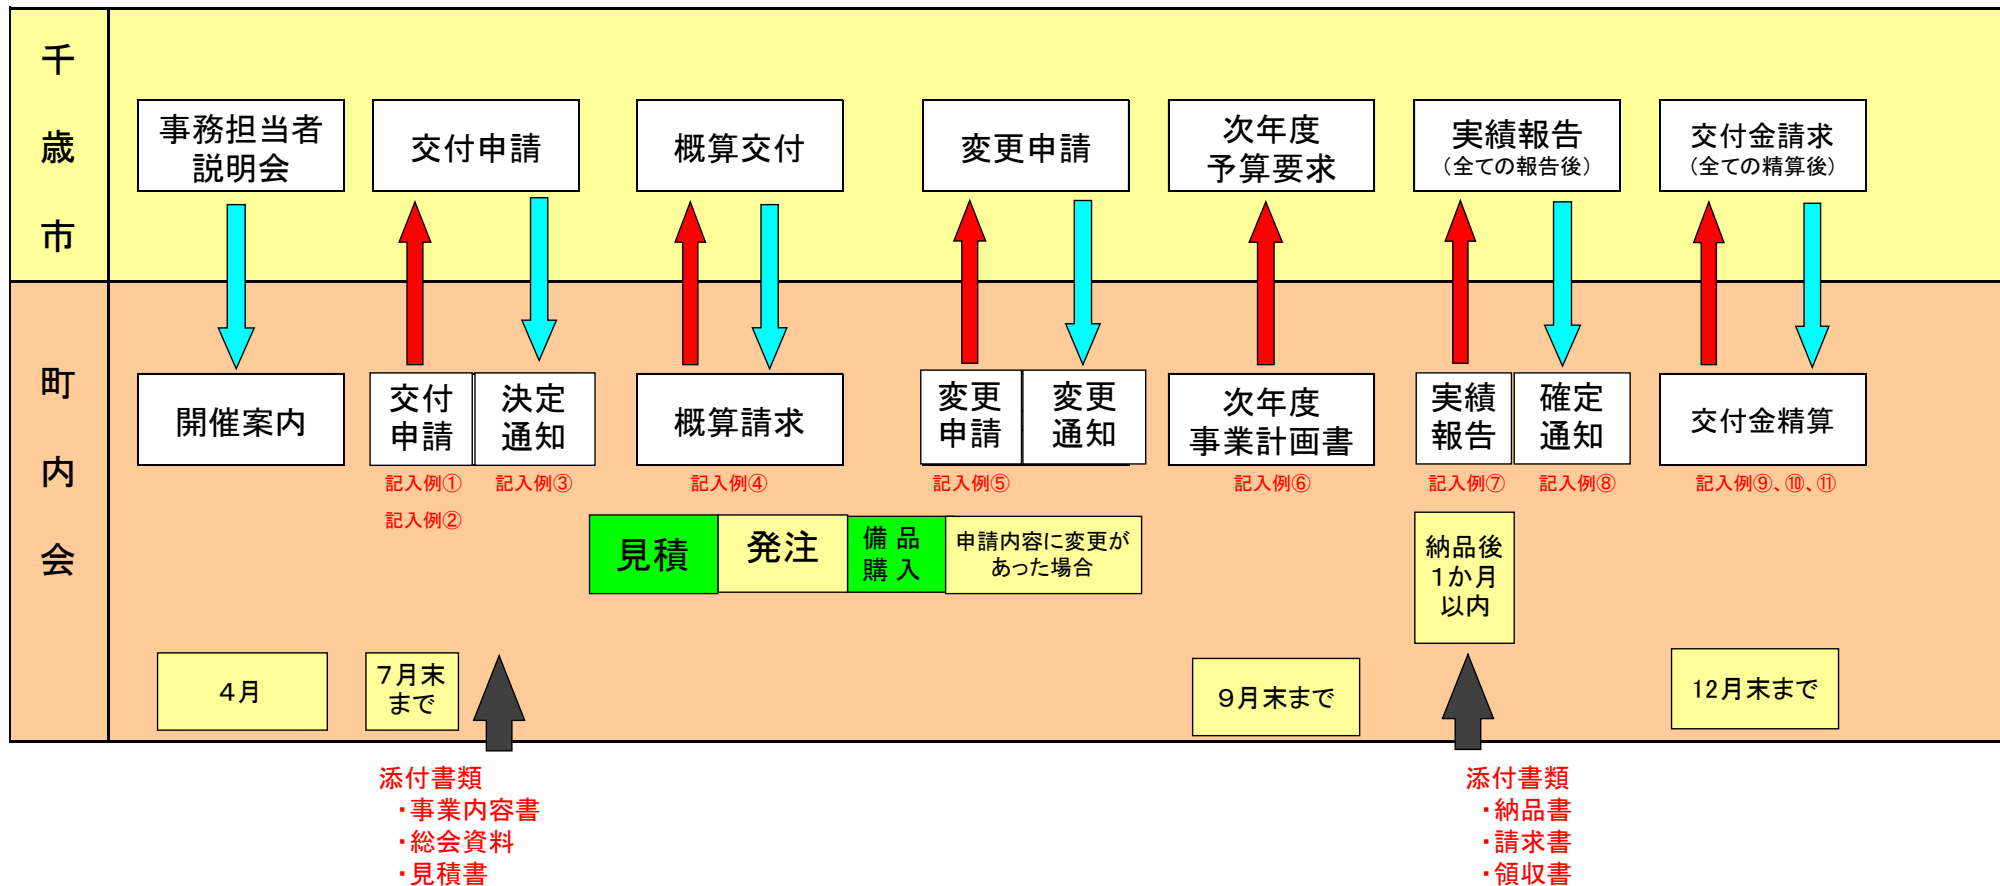 千歳市
事務担当者
説明会
交付申請
概算交付
変更申請
次年度
予算要求
実績報告
(全ての報告後)
交付金請求
(全ての精算後)
町内会
開催案内
交付
申請
決定
通知
概算請求
変更
申請
変更
通知
次年度
事業計画書
実績
報告
確定
通知
交付金精算
記入例①
記入例②
記入例③
記入例④
記入例⑤
記入例⑥
記入例⑦
記入例⑧
記入例⑨、⑩、⑪
見積
発注
備品
購入
申請内容に変更が
あった場合
納品後
1か月
以内
4月
7月末
まで
9月末まで
12月末まで
添付書類
・事業内容書
・総会資料
・見積書
添付書類
・納品書
・請求書
・領収書